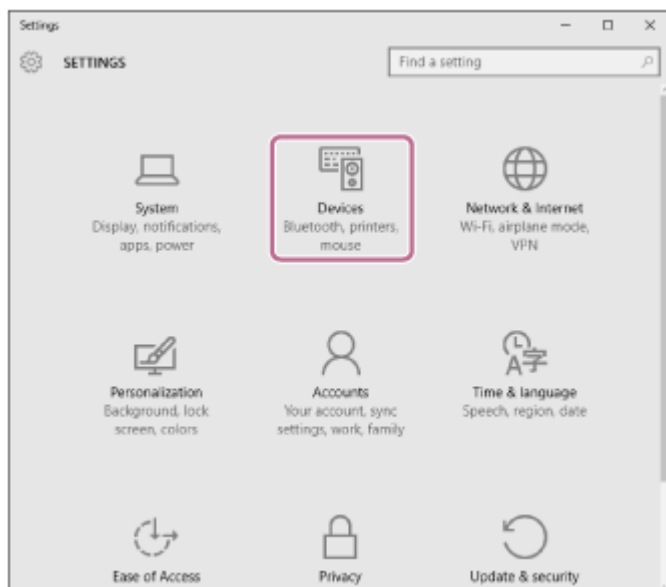 Settings
SETTINGS
Find a setting
System
Display, notifications,
apps, power
Devices
Bluetooth, printers,
mouse
Network & Internet
Wi-Fi, airplane mode,
VPN
Personalization
Background, lock
screen, colors
Accounts
Your account, sync
settings, work, family
Time & language
Speech, region, date
Ease of Access
Privacy
Update & security